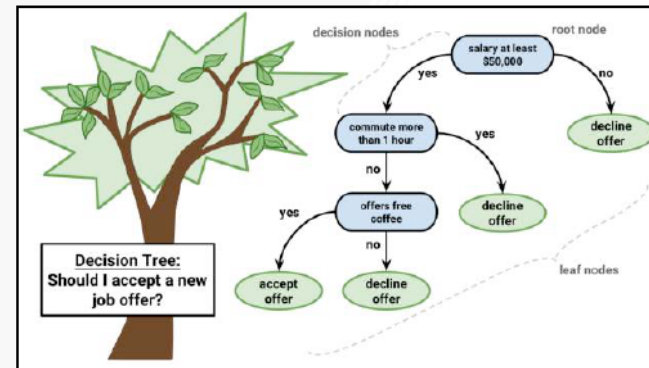 decision nodes
root node
salary at least
$50,000
yes
no
commute more
than 1 hour
decline
offer
yes
no
offers free
coffee
decline
offer
yes
no
leaf nodes
accept
offer
decline
offer
Decision Tree:
Should I accept a new
job offer?